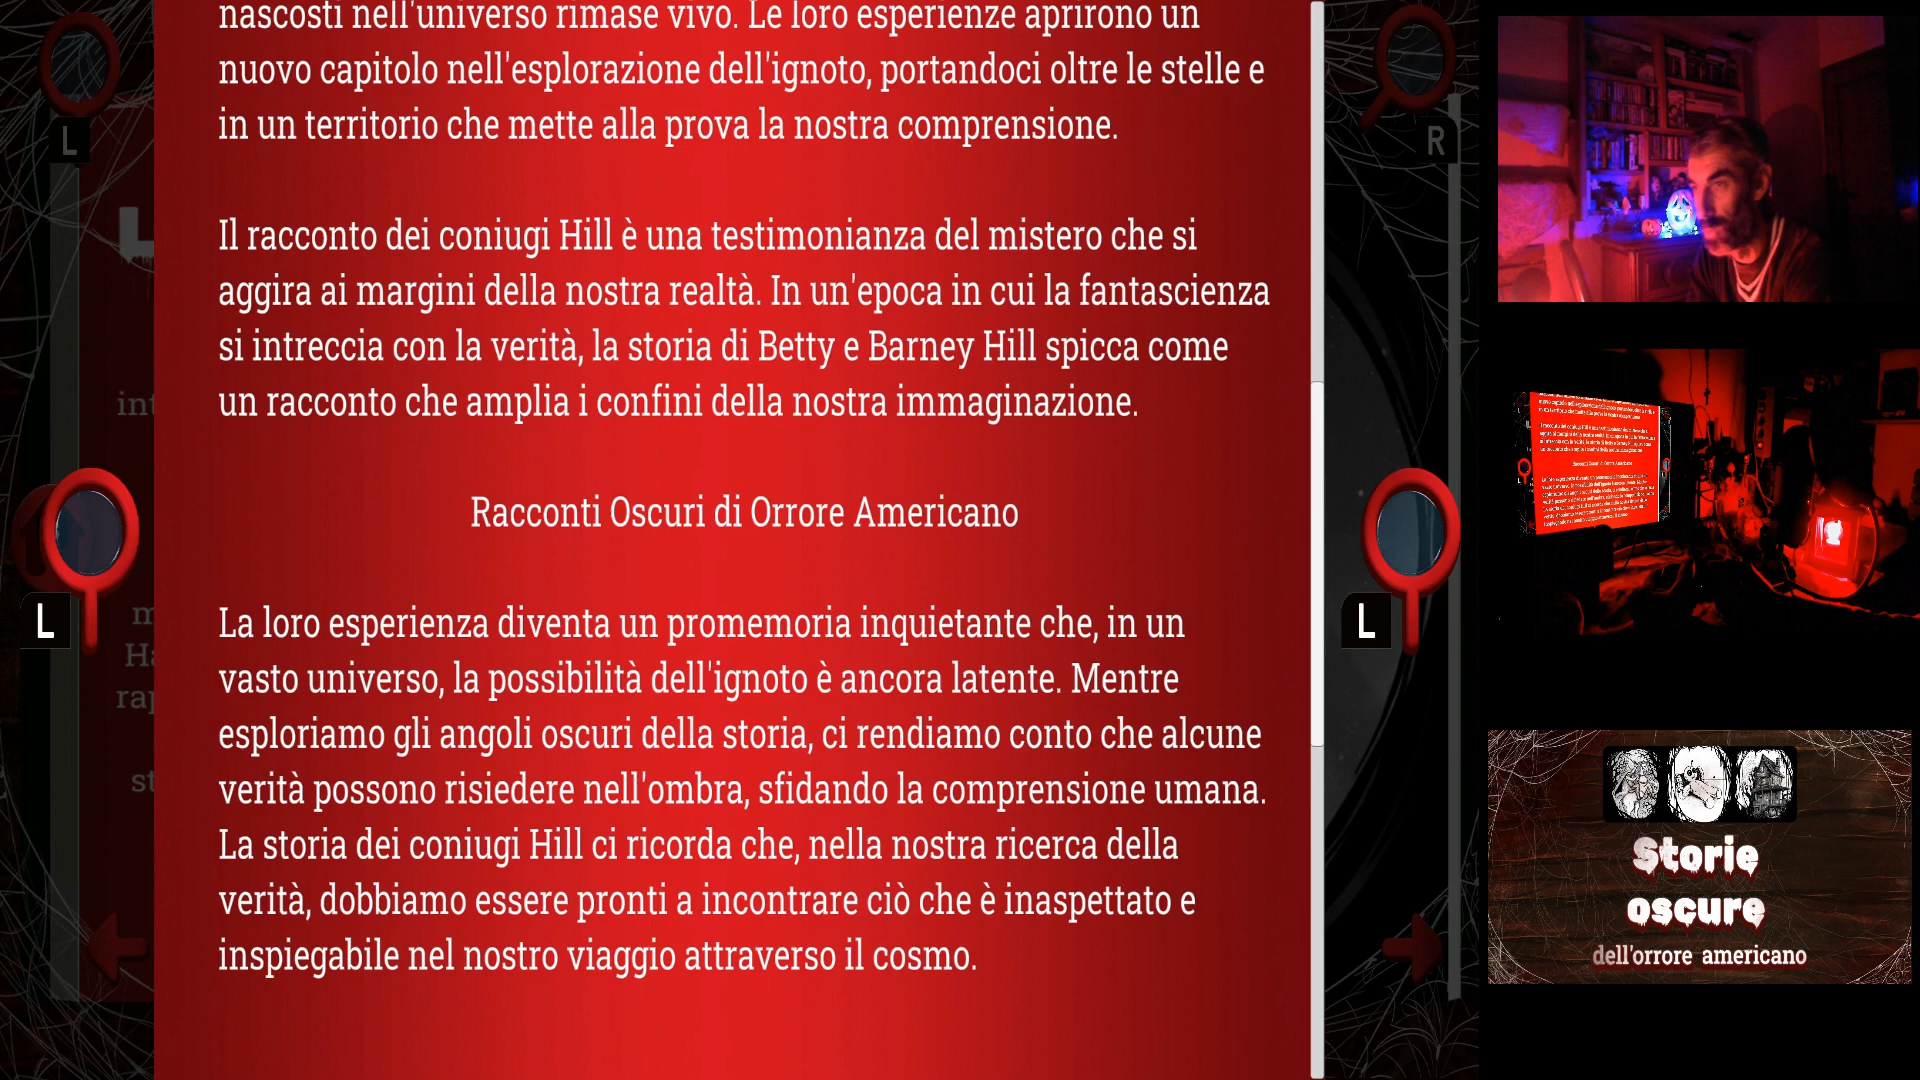 nascosti nell'universo rimase vivo. Le loro esperienze aprirono un
nuovo capitolo nell'esplorazione dell'ignoto, portandoci oltre le stelle e
in un territorio che mette alla prova la nostra comprensione.
Il racconto dei coniugi Hill è una testimonianza del mistero che si
aggira ai margini della nostra realtà. In un'epoca in cui la fantascienza
si intreccia con la verità, la storia di Betty e Barney Hill spicca come
un racconto che amplia i confini della nostra immaginazione.
Racconti Oscuri di Orrore Americano
La loro esperienza diventa un promemoria inquietante che, in un
vasto universo, la possibilità dell'ignoto è ancora latente. Mentre
esploriamo gli angoli oscuri della storia, ci rendiamo conto che alcune
verità possono risiedere nell'ombra, sfidando la comprensione umana.
La storia dei coniugi Hill ci ricorda che, nella nostra ricerca della
verità, dobbiamo essere pronti a incontrare ciò che è inaspettato e
inspiegabile nel nostro viaggio attraverso il cosmo.
L
R
L
L
Storie
oscure
dell'orrore americano